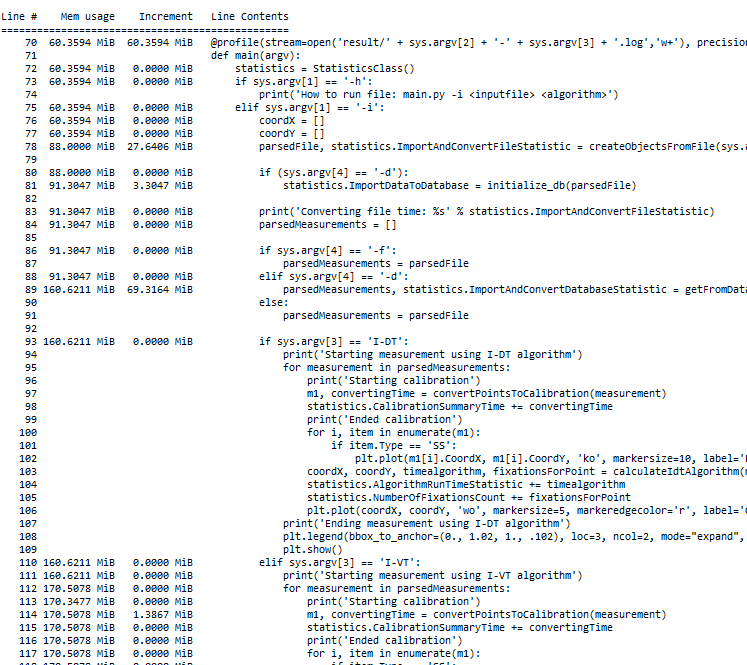 Line #    Mem usage    Increment   Line Contents
================================================
    70  60.3594 MiB  60.3594 MiB   @profile(stream=open('result/' + sys.argv[2] + '-' + sys.argv[3] + '.log','w+'), precision
    71                             def main(argv):
    72  60.3594 MiB   0.0000 MiB       statistics = StatisticsClass()
    73  60.3594 MiB   0.0000 MiB       if sys.argv[1] == '-h':
    74                                     print('How to run file: main.py -i <inputfile> <algorithm>')
    75  60.3594 MiB   0.0000 MiB       elif sys.argv[1] == '-i':
    76  60.3594 MiB   0.0000 MiB           coordX = []
    77  60.3594 MiB   0.0000 MiB           coordY = []
    78  88.0000 MiB  27.6406 MiB           parsedFile, statistics.ImportAndConvertFileStatistic = createObjectsFromFile(sys.a
    79
    80  88.0000 MiB   0.0000 MiB           if (sys.argv[4] == '-d'):
    81  91.3047 MiB   3.3047 MiB               statistics.ImportDataToDatabase = initialize_db(parsedFile)
    82
    83  91.3047 MiB   0.0000 MiB           print('Converting file time: %s' % statistics.ImportAndConvertFileStatistic)
    84  91.3047 MiB   0.0000 MiB           parsedMeasurements = []
    85
    86  91.3047 MiB   0.0000 MiB           if sys.argv[4] == '-f':
    87                                         parsedMeasurements = parsedFile
    88  91.3047 MiB   0.0000 MiB           elif sys.argv[4] == '-d':
    89 160.6211 MiB  69.3164 MiB               parsedMeasurements, statistics.ImportAndConvertDatabaseStatistic = getFromData
    90                                     else:
    91                                         parsedMeasurements = parsedFile
    92
    93 160.6211 MiB   0.0000 MiB           if sys.argv[3] == 'I-DT':
    94                                         print('Starting measurement using I-DT algorithm')
    95                                         for measurement in parsedMeasurements:
    96                                             print('Starting calibration')
    97                                             m1, convertingTime = convertPointsToCalibration(measurement)
    98                                             statistics.CalibrationSummaryTime += convertingTime
    99                                             print('Ended calibration')
   100                                             for i, item in enumerate(m1):
   101                                                 if item.Type == 'SS':
   102                                                     plt.plot(m1[i].CoordX, m1[i].CoordY, 'ko', markersize=10, label='
   103                                             coordX, coordY, timealgorithm, fixationsForPoint = calculateIdtAlgorithm(
   104                                             statistics.AlgorithmRunTimeStatistic += timealgorithm
   105                                             statistics.NumberOfFixationsCount += fixationsForPoint
   106                                             plt.plot(coordX, coordY, 'wo', markersize=5, markeredgecolor='r', label='
   107                                         print('Ending measurement using I-DT algorithm')
   108                                         plt.legend(bbox_to_anchor=(0., 1.02, 1., .102), loc=3, ncol=2, mode="expand",
   109                                         plt.show()
   110 160.6211 MiB   0.0000 MiB           elif sys.argv[3] == 'I-VT':
   111 160.6211 MiB   0.0000 MiB               print('Starting measurement using I-VT algorithm')
   112 170.5078 MiB   0.0000 MiB               for measurement in parsedMeasurements:
   113 170.3477 MiB   0.0000 MiB                   print('Starting calibration')
   114 170.5078 MiB   1.3867 MiB                   m1, convertingTime = convertPointsToCalibration(measurement)
   115 170.5078 MiB   0.0000 MiB                   statistics.CalibrationSummaryTime += convertingTime
   116 170.5078 MiB   0.0000 MiB                   print('Ended calibration')
   117 170.5078 MiB   0.0000 MiB                   for i, item in enumerate(m1):